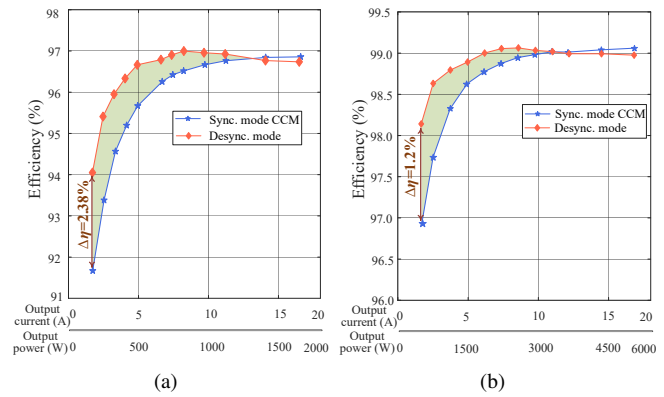 98
97
96
95
94
93
92
91
Efficiency (%)
Sync. mode CCM
Desync. mode
Δη=2.38%
Output current (A)
0 5 10 15 20
Output power (W)
0 500 1000 1500 2000
(a)
99.5
99.0
98.5
98.0
97.5
97.0
96.5
96.0
Efficiency (%)
Sync. mode CCM
Desync. mode
Δη=1.2%
Output current (A)
0 5 10 15 20
Output power (W)
0 1500 3000 4500 6000
(b)